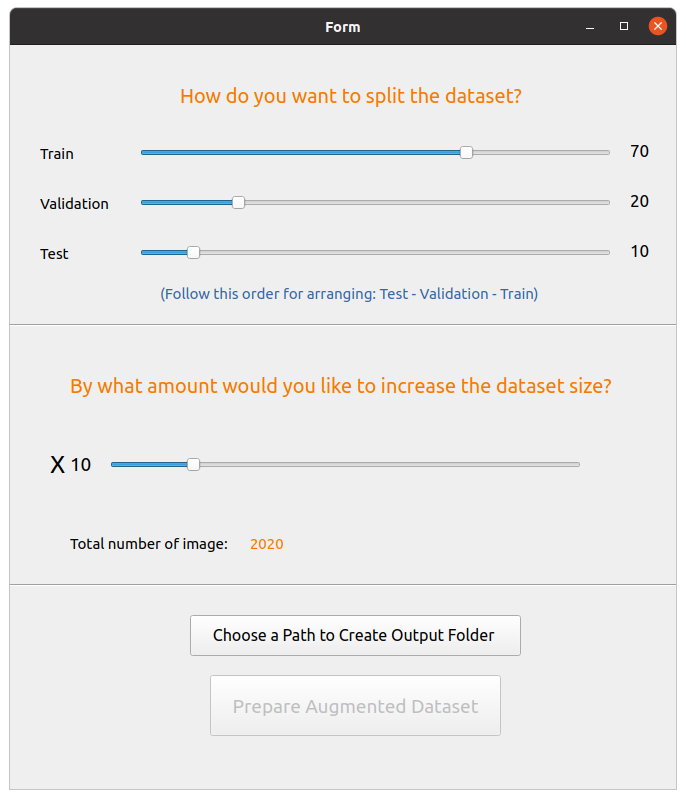 Form
How do you want to split the dataset?
Train 70
Validation 20
Test 10
(Follow this order for arranging: Test - Validation - Train)
By what amount would you like to increase the dataset size?
X 10
Total number of image: 2020
Choose a Path to Create Output Folder
Prepare Augmented Dataset